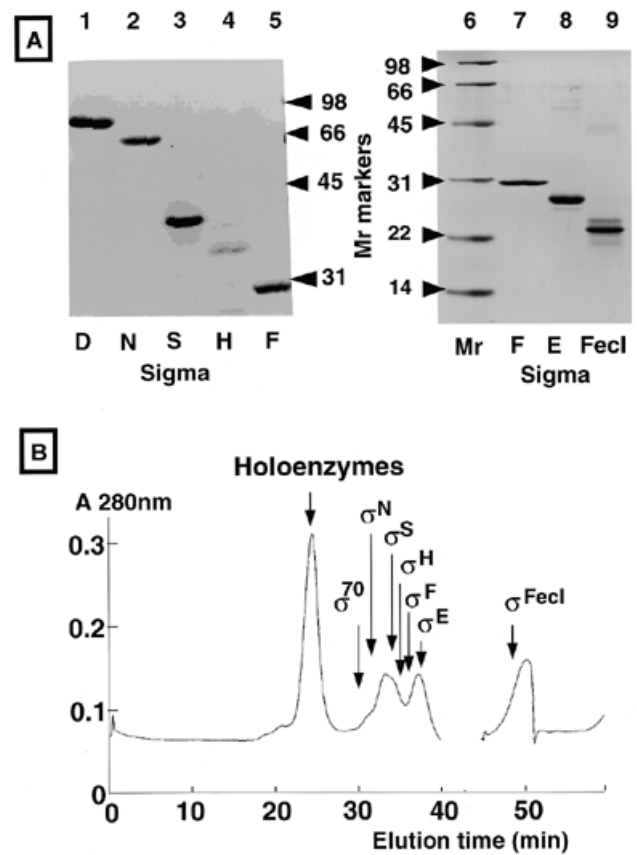 A
1 2 3 4 5
98
66
45
31
D N S H F
Sigma
6 7 8 9
Mr markers
98
66
45
31
22
14
Mr F E FecI
Sigma
B
Holoenzymes
A 280nm
σ70
σN
σS
σH
σF
σE
σFecI
0.3
0.2
0.1
0
0 10 20 30 40 50
Elution time (min)